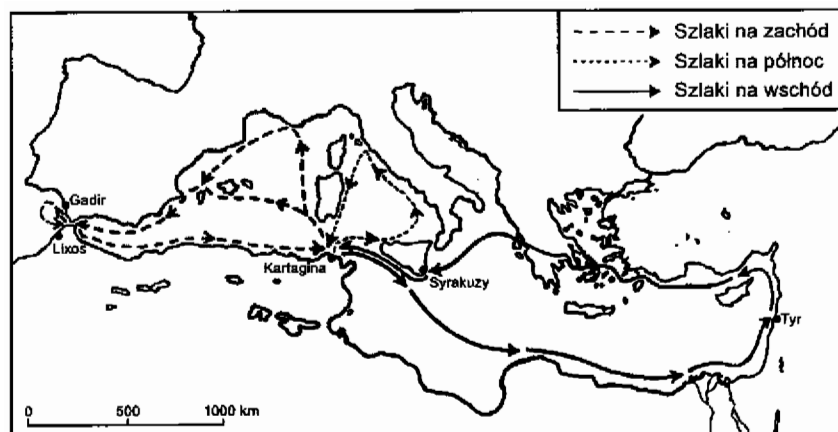 Szlaki na zachód
Szlaki na północ
Szlaki na wschód
Gadir
Lixos
Kartagina
Syrakuzy
Tyr
0 500 1000 km